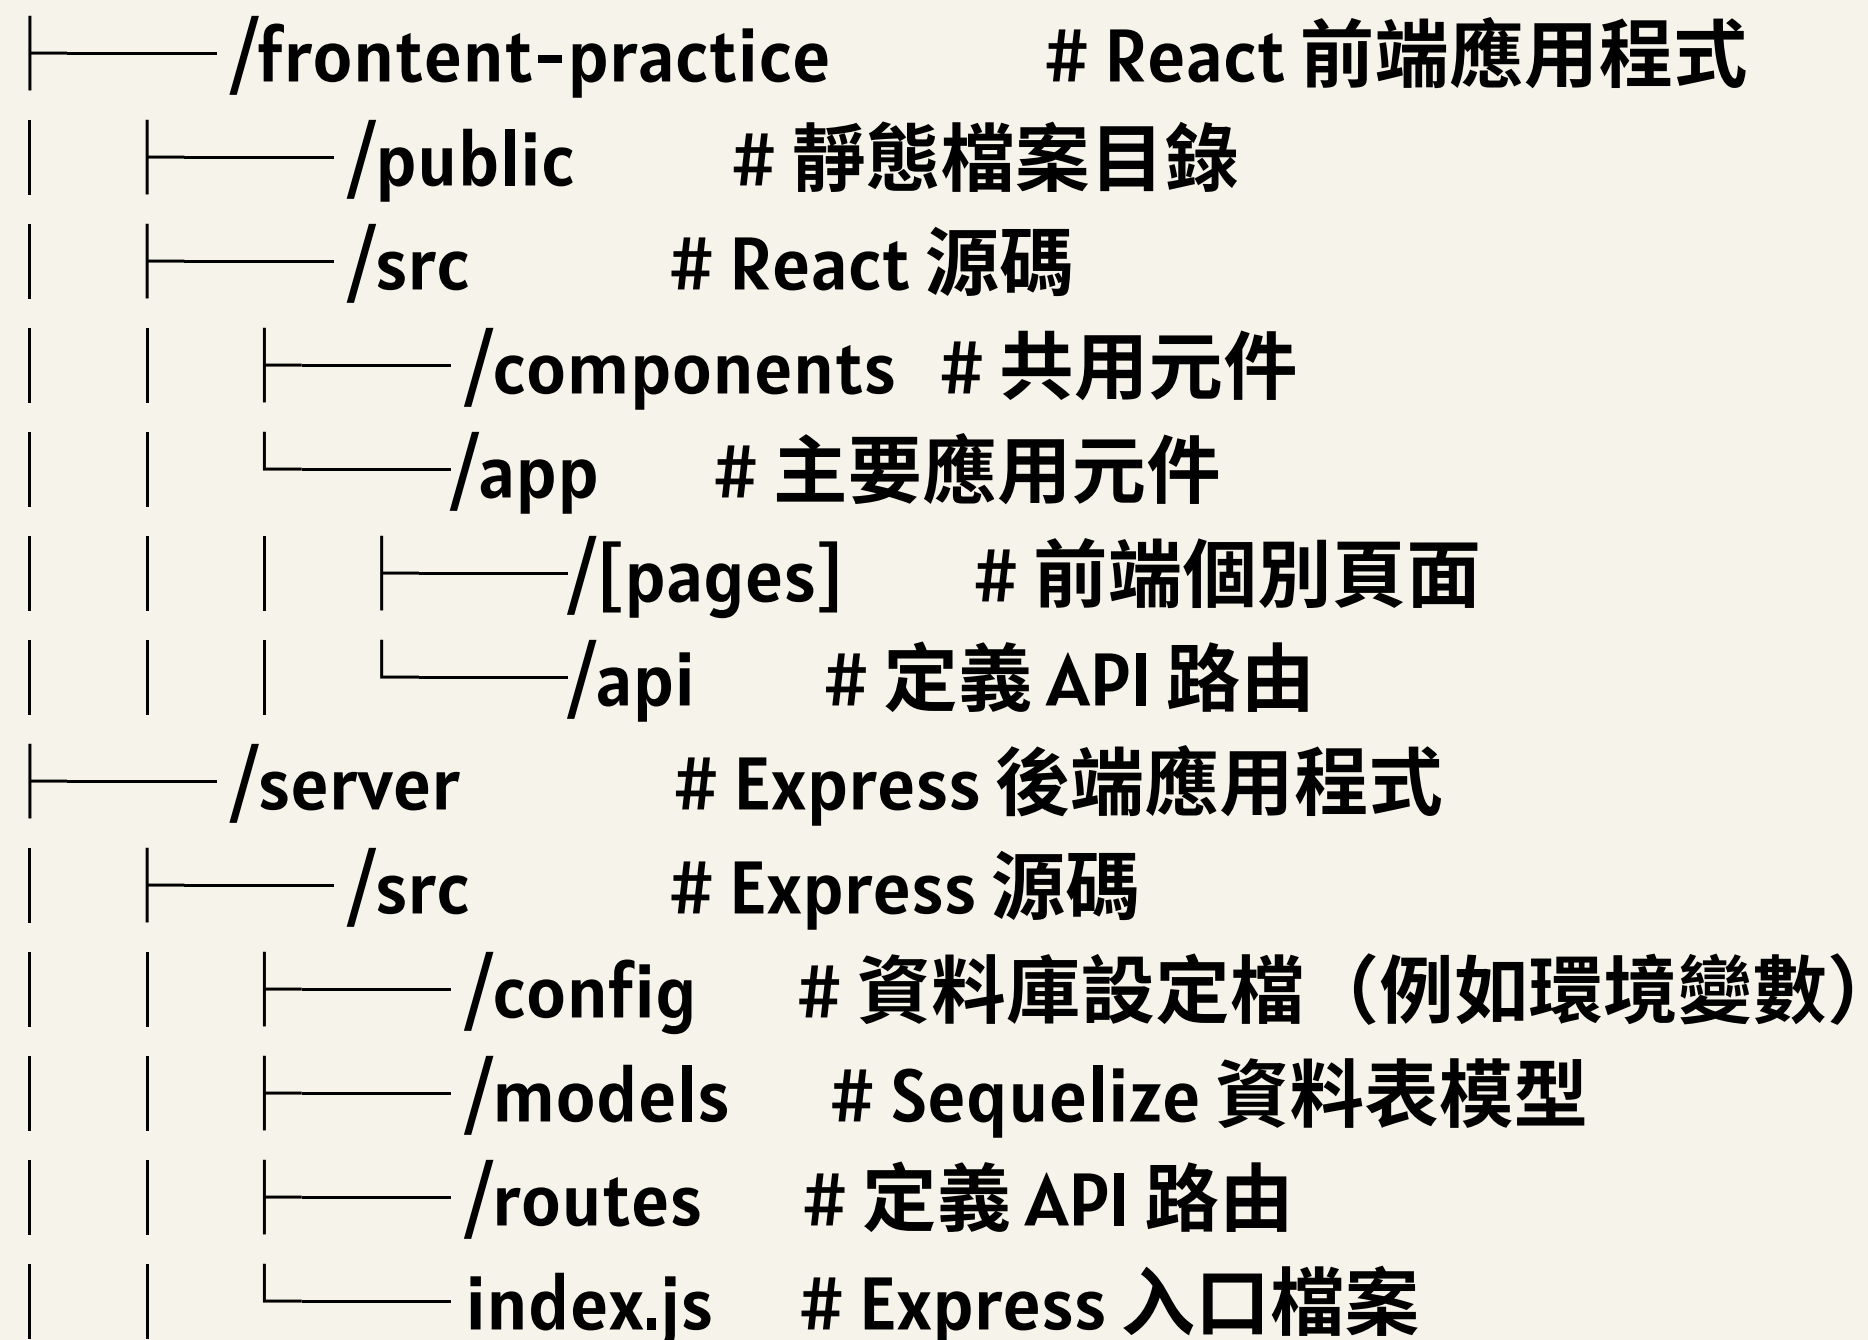 ├──── /frontent-practice # React 前端應用程式
│ ├──── /public # 靜態檔案目錄
│ ├──── /src # React 源碼
│ │ ├──── /components # 共用元件
│ │ └────/app # 主要應用元件
│ │ │ ├────/[pages] # 前端個別頁面
│ │ │ └────/api # 定義 API 路由
├──── /server # Express 後端應用程式
│ ├──── /src # Express 源碼
│ │ ├──── /config # 資料庫設定檔（例如環境變數）
│ │ ├──── /models # Sequelize 資料表模型
│ │ ├──── /routes # 定義 API 路由
│ │ └──── index.js # Express 入口檔案